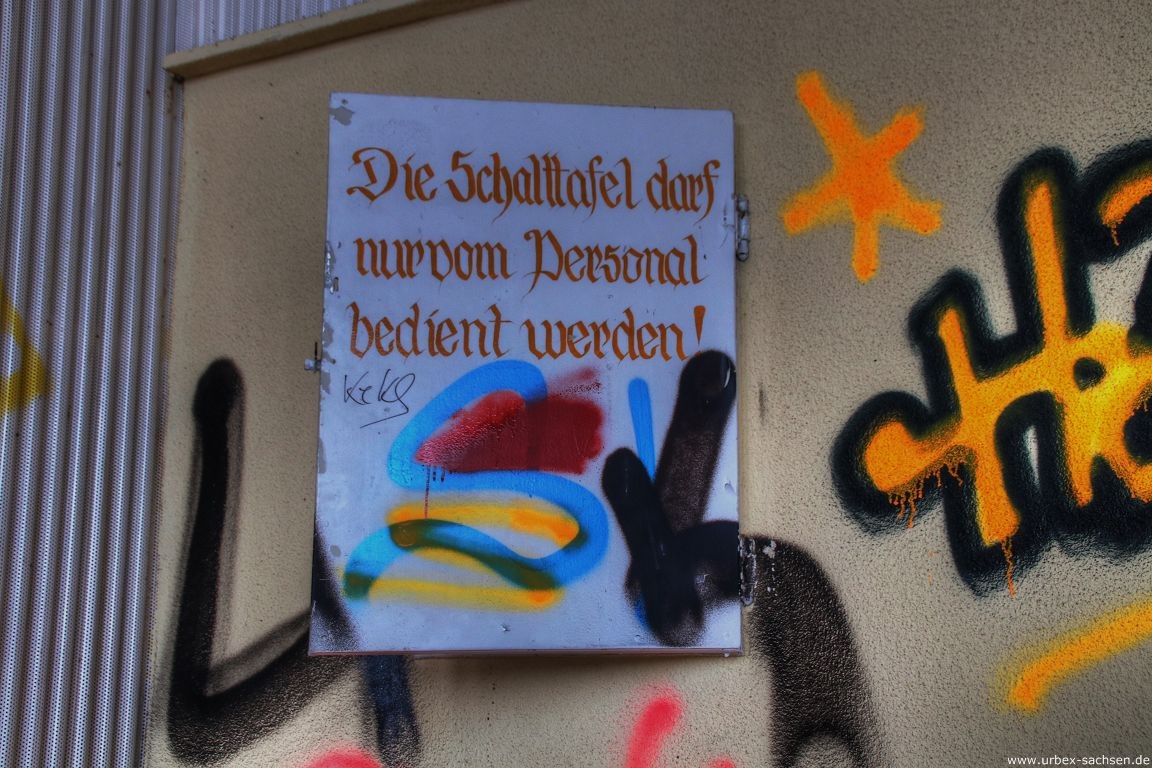 Die Schalttafel darf
nur vom Personal
bedient werden!
www.urbex-sachsen.de